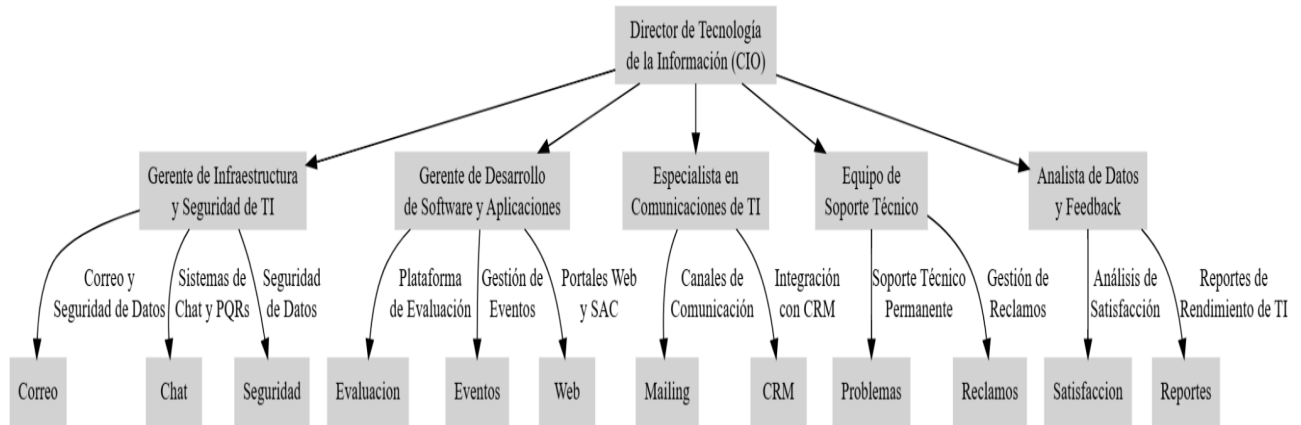 Director de Tecnología
de la Información (CIO)
Gerente de Infraestructura
y Seguridad de TI
Gerente de Desarrollo
de Software y Aplicaciones
Especialista en
Comunicaciones de TI
Equipo de
Soporte Técnico
Analista de Datos
y Feedback
Correo y
Seguridad de Datos
Sistemas de
Chat y PQRs
Seguridad
de Datos
Plataforma
de Evaluación
Gestión de
Eventos
Portales Web
y SAC
Canales de
Comunicación
Integración
con CRM
Soporte Técnico
Permanente
Gestión de
Reclamos
Análisis de
Satisfacción
Reportes de
Rendimiento de TI
Correo
Chat
Seguridad
Evaluacion
Eventos
Web
Mailing
CRM
Problemas
Reclamos
Satisfaccion
Reportes